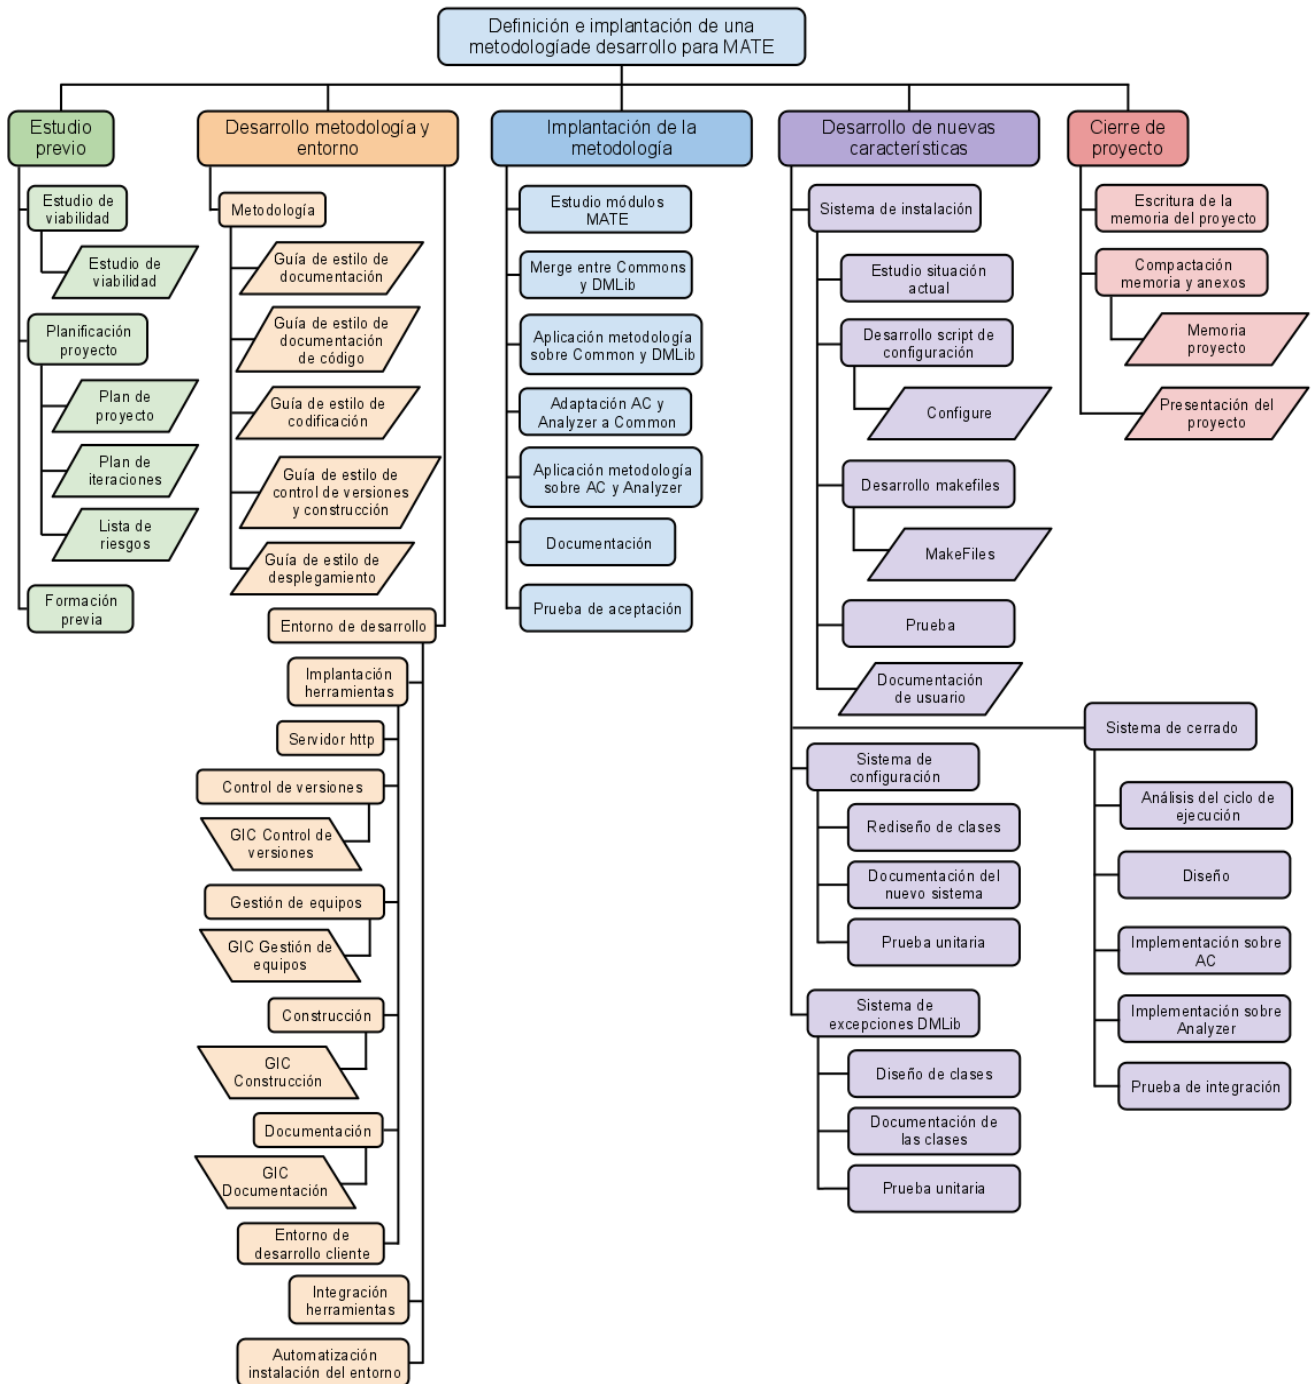 Definición e implantación de una
metodologíade desarrollo para MATE
Estudio
previo
Estudio de
viabilidad
Estudio de
viabilidad
Planificación
proyecto
Plan de
proyecto
Plan de
iteraciones
Lista de
riesgos
Formación
previa
Desarrollo metodología y
entorno
Metodología
Guía de estilo de
documentación
Guía de estilo de
documentación
de código
Guía de estilo de
codificación
Guía de estilo de
control de versiones
y construcción
Guía de estilo de
desplegamiento
Entorno de desarrollo
Implantación
herramientas
Servidor http
Control de versiones
GIC Control de
versiones
Gestión de equipos
GIC Gestión de
equipos
Construcción
GIC
Construcción
Documentación
GIC
Documentación
Entorno de
desarrollo cliente
Integración
herramientas
Automatización
instalación del entorno
Implantación de la
metodología
Estudio módulos
MATE
Merge entre Commons
y DMLib
Aplicación metodología
sobre Common y DMLib
Adaptación AC y
Analyzer a Common
Aplicación metodología
sobre AC y Analyzer
Documentación
Prueba de aceptación
Desarrollo de nuevas
características
Sistema de instalación
Estudio situación
actual
Desarrollo script de
configuración
Configure
Desarrollo makefiles
MakeFiles
Prueba
Documentación
de usuario
Sistema de
configuración
Rediseño de clases
Documentación del
nuevo sistema
Prueba unitaria
Sistema de
excepciones DMLib
Diseño de clases
Documentación de
las clases
Prueba unitaria
Sistema de cerrado
Análisis del ciclo de
ejecución
Diseño
Implementación sobre
AC
Implementación sobre
Analyzer
Prueba de integración
Cierre de
proyecto
Escritura de la
memoria del proyecto
Compactación
memoria y anexos
Memoria
proyecto
Presentación del
proyecto